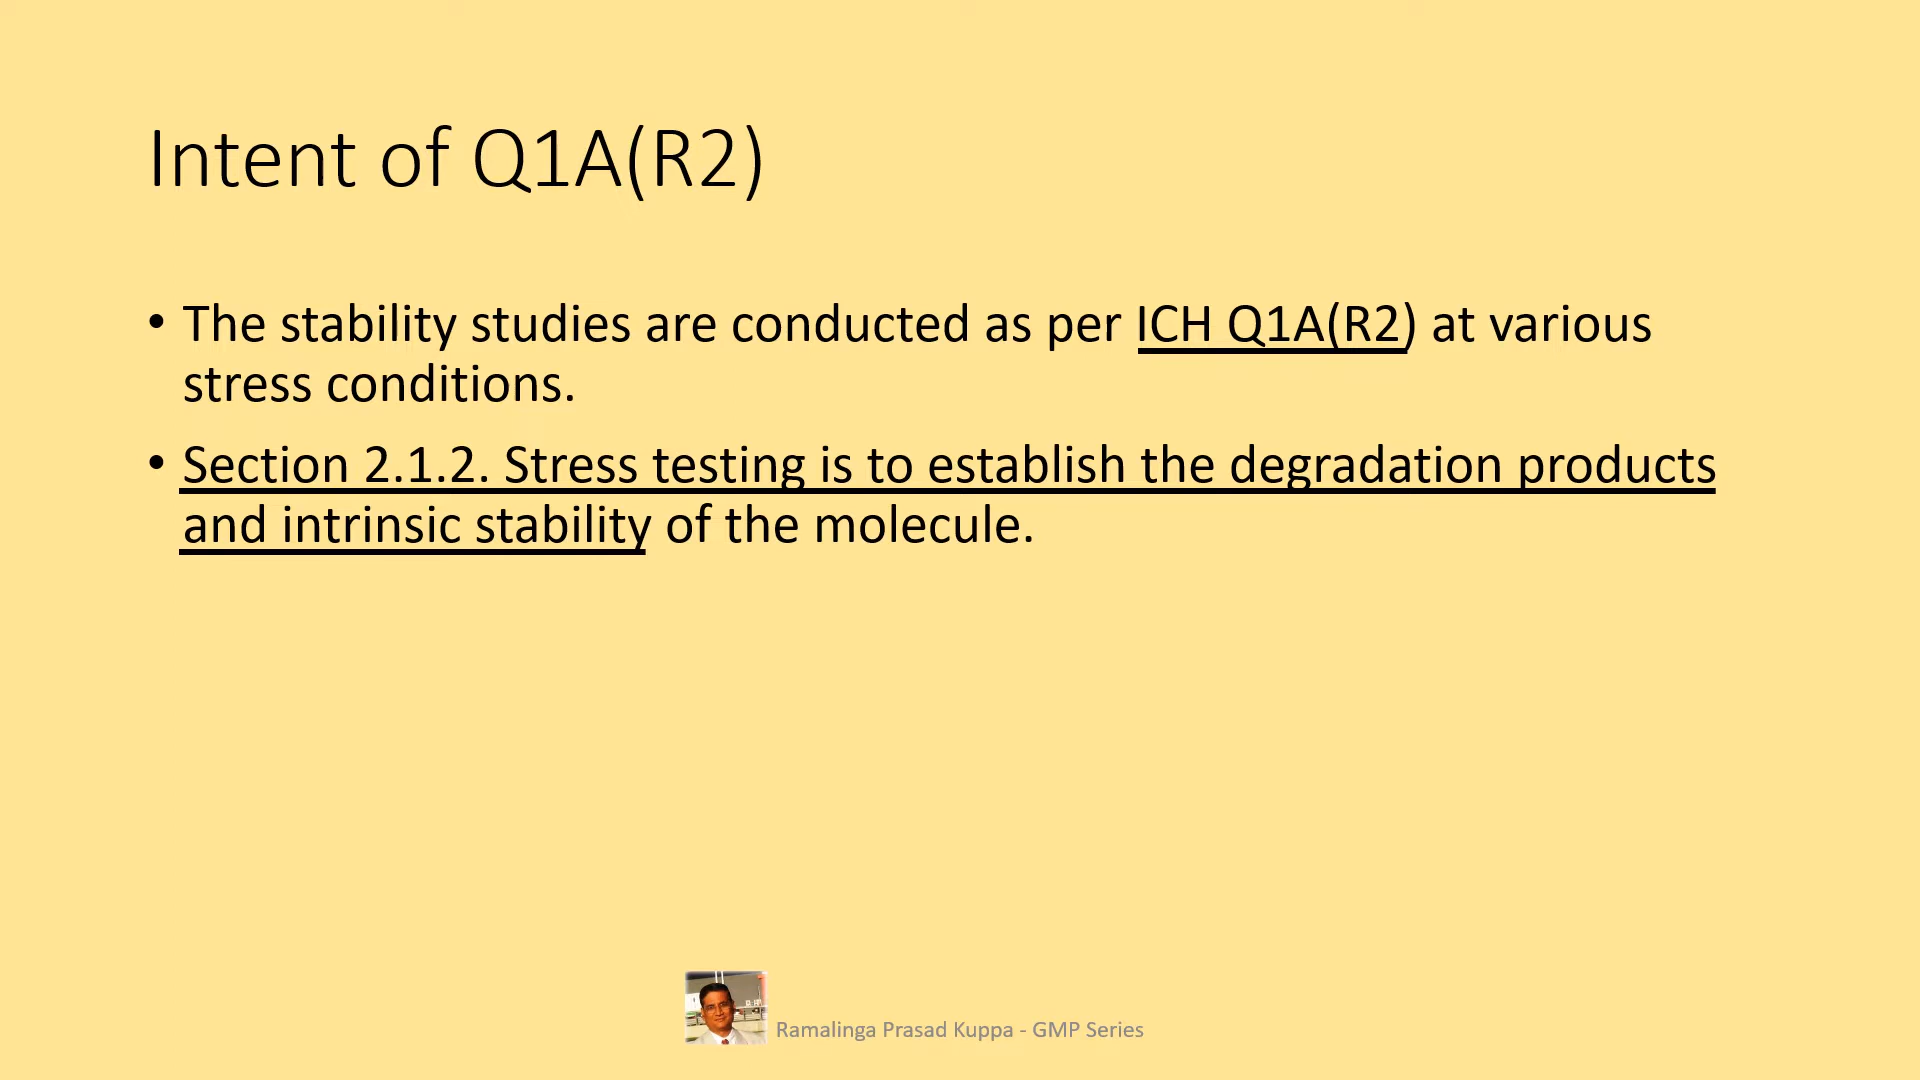 Intent of Q1A(R2)
• The stability studies are conducted as per ICH Q1A(R2) at various
stress conditions.
• Section 2.1.2. Stress testing is to establish the degradation products
and intrinsic stability of the molecule.
Ramalinga Prasad Kuppa - GMP Series